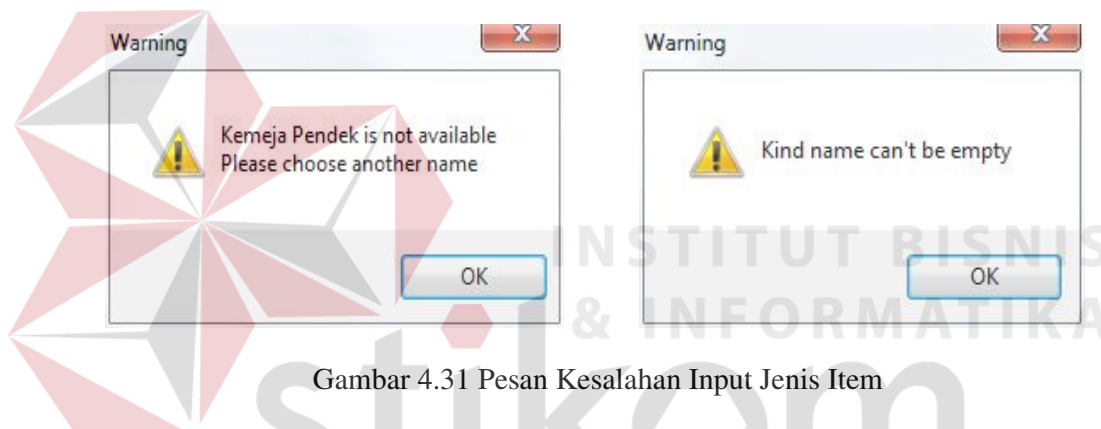 Warning
Kemeja Pendek is not available
Please choose another name
OK
Warning
Kind name can't be empty
OK
INSTITUT BISNIS
& INFORMATIKA
stikom
Gambar 4.31 Pesan Kesalahan Input Jenis Item